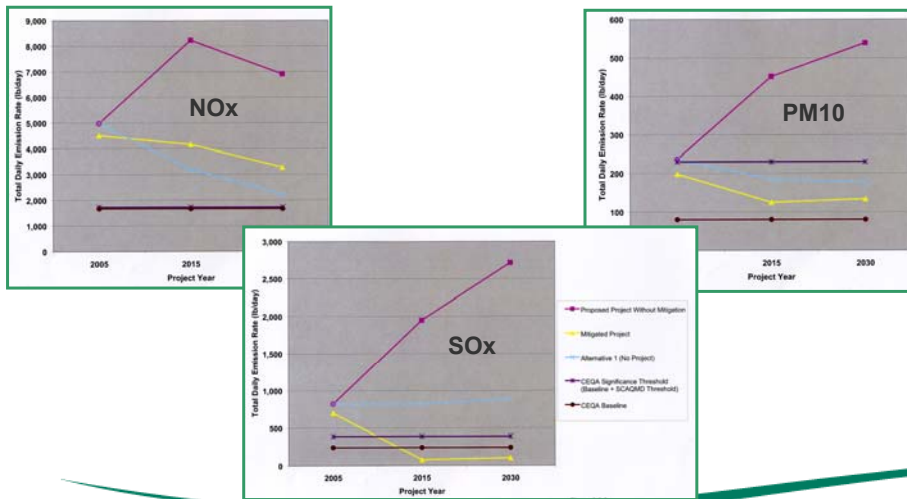 9,000
8,000
7,000
6,000
5,000
4,000
3,000
2,000
1,000
0
Total Daily Emission Rate (lb/day)
NOx
2005
2015
Project Year
600
500
400
300
200
100
Total Daily Emission Rate (lb/day)
PM10
2015
2030
Project Year
3,000
2,500
2,000
1,500
1,000
500
0
Total Daily Emission Rate (lb/day)
SOx
2005
2015
2030
Project Year
Proposed Project Without Mitigation
Mitigated Project
Alternative 1 (No Project)
CEQA Significance Threshold
(Baseline + SCAQMD Threshold)
CEQA Baseline